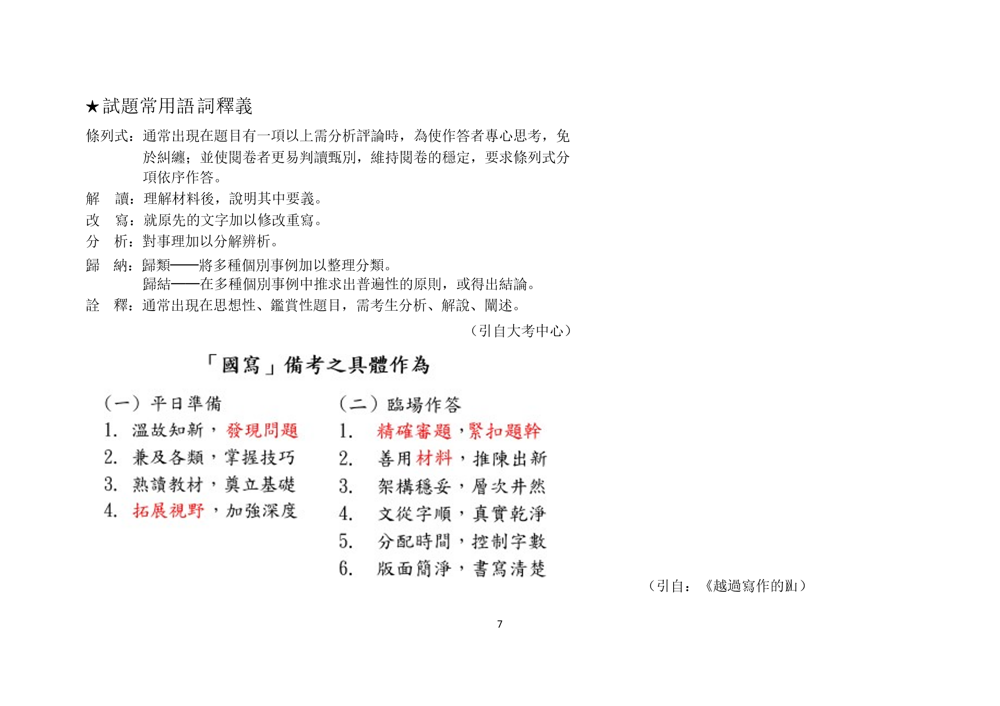 ★試題常用語詞釋義
條列式：通常出現在題目有一項以上需分析評論時，為使作答者專心思考，免
於糾纏；並使閱卷者更易判讀甄別，維持閱卷的穩定，要求條列式分
項依序作答。
解　讀：理解材料後，說明其中要義。
改　寫：就原先的文字加以修改重寫。
分　析：對事理加以分解辨析。
歸　納：歸類——將多種個別事例加以整理分類。
歸結——在多種個別事例中推求出普遍性的原則，或得出結論。
詮　釋：通常出現在思想性、鑑賞性題目，需考生分析、解說、闡述。
（引自大考中心）
「國寫」備考之具體作為
（一）平日準備
1. 溫故知新，發現問題
2. 兼及各類，掌握技巧
3. 熟讀教材，奠立基礎
4. 拓展視野，加強深度
（二）臨場作答
1. 精確審題，緊扣題幹
2. 善用材料，推陳出新
3. 架構穩妥，層次井然
4. 文從字順，真實乾淨
5. 分配時間，控制字數
6. 版面簡淨，書寫清楚
（引自：《越過寫作的山》）
7